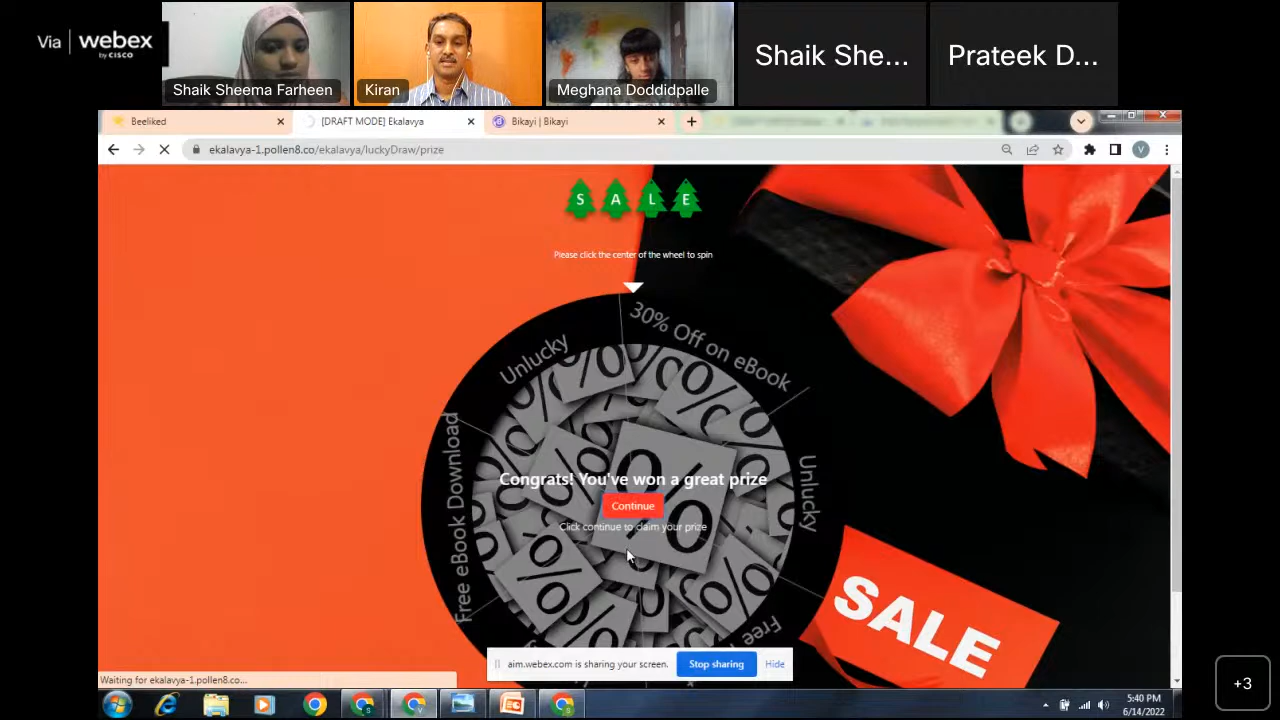 Via webex
by CISCO
Shaik Sheema Farheen
Kiran
Meghana Doddidpalle
Shaik She...
Prateek D...
Beeliked
[DRAFT MODE] Ekalavya
Bikayi | Bikayi
ekalavya-1.pollen8.co/ekalavya/luckyDraw/prize
V
SALE
Please click the center of the wheel to spin
30% Off on eBook
Unlucky
Free eBook Download
Unlucky
Congrats! You've won a great prize
Continue
Click continue to claim your prize
Free
SALE
aim.webex.com is sharing your screen.
Stop sharing
Hide
Waiting for ekalavya-1.pollen8.co...
5:40 PM
6/14/2022
+3